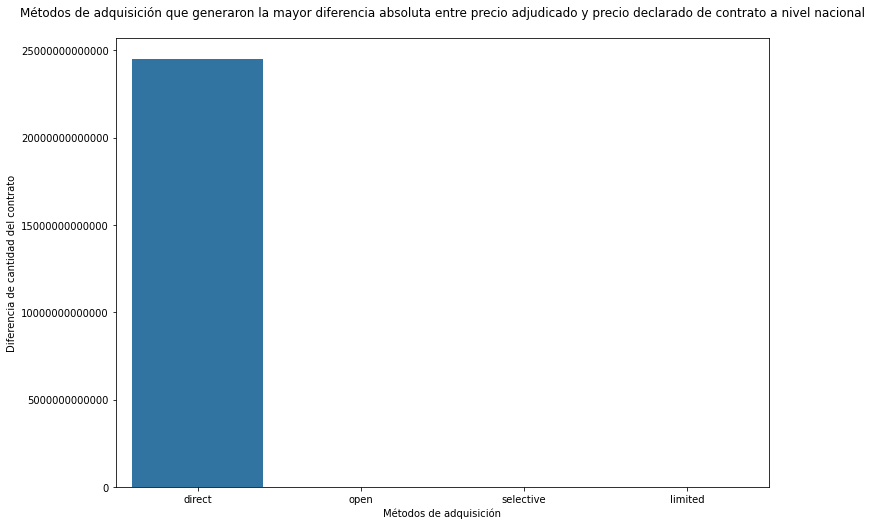 Métodos de adquisición que generaron la mayor diferencia absoluta entre precio adjudicado y precio declarado de contrato a nivel nacional
Diferencia de cantidad del contrato
25000000000000
20000000000000
15000000000000
10000000000000
5000000000000
0
direct open selective limited
Métodos de adquisición